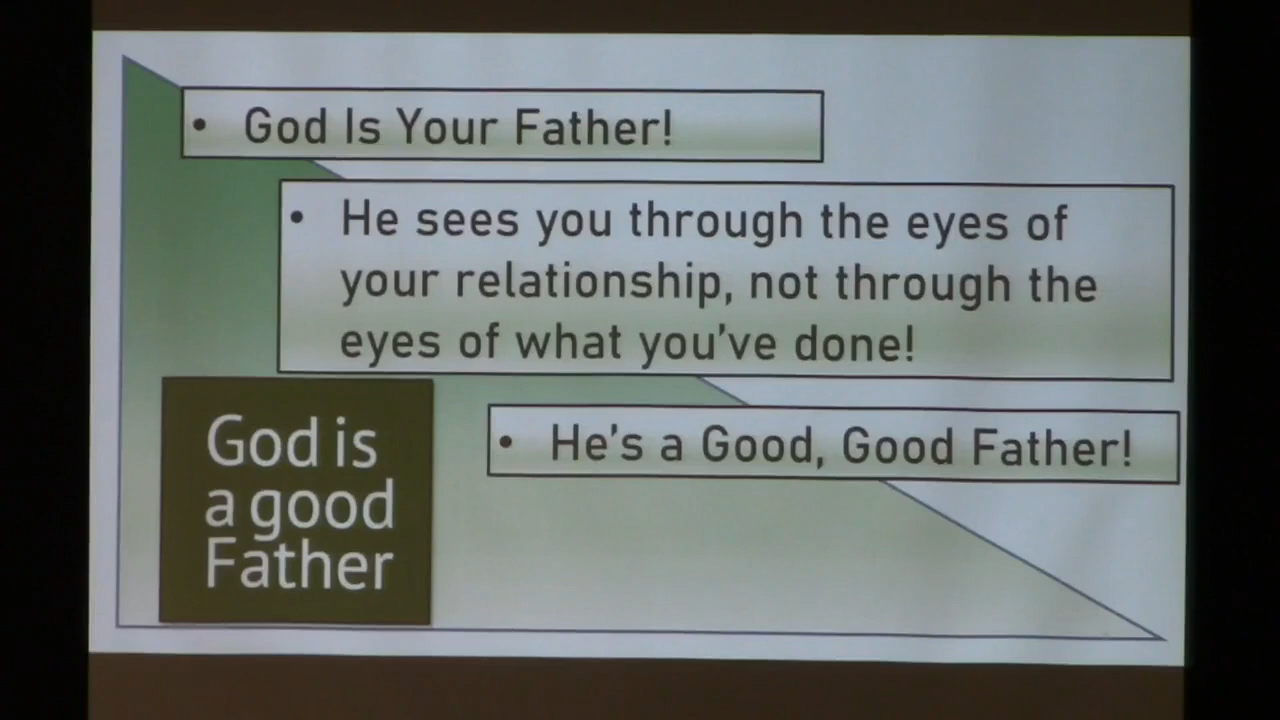 • God Is Your Father!
• He sees you through the eyes of
your relationship, not through the
eyes of what you've done!
• He's a Good, Good Father!
God is
a good
Father